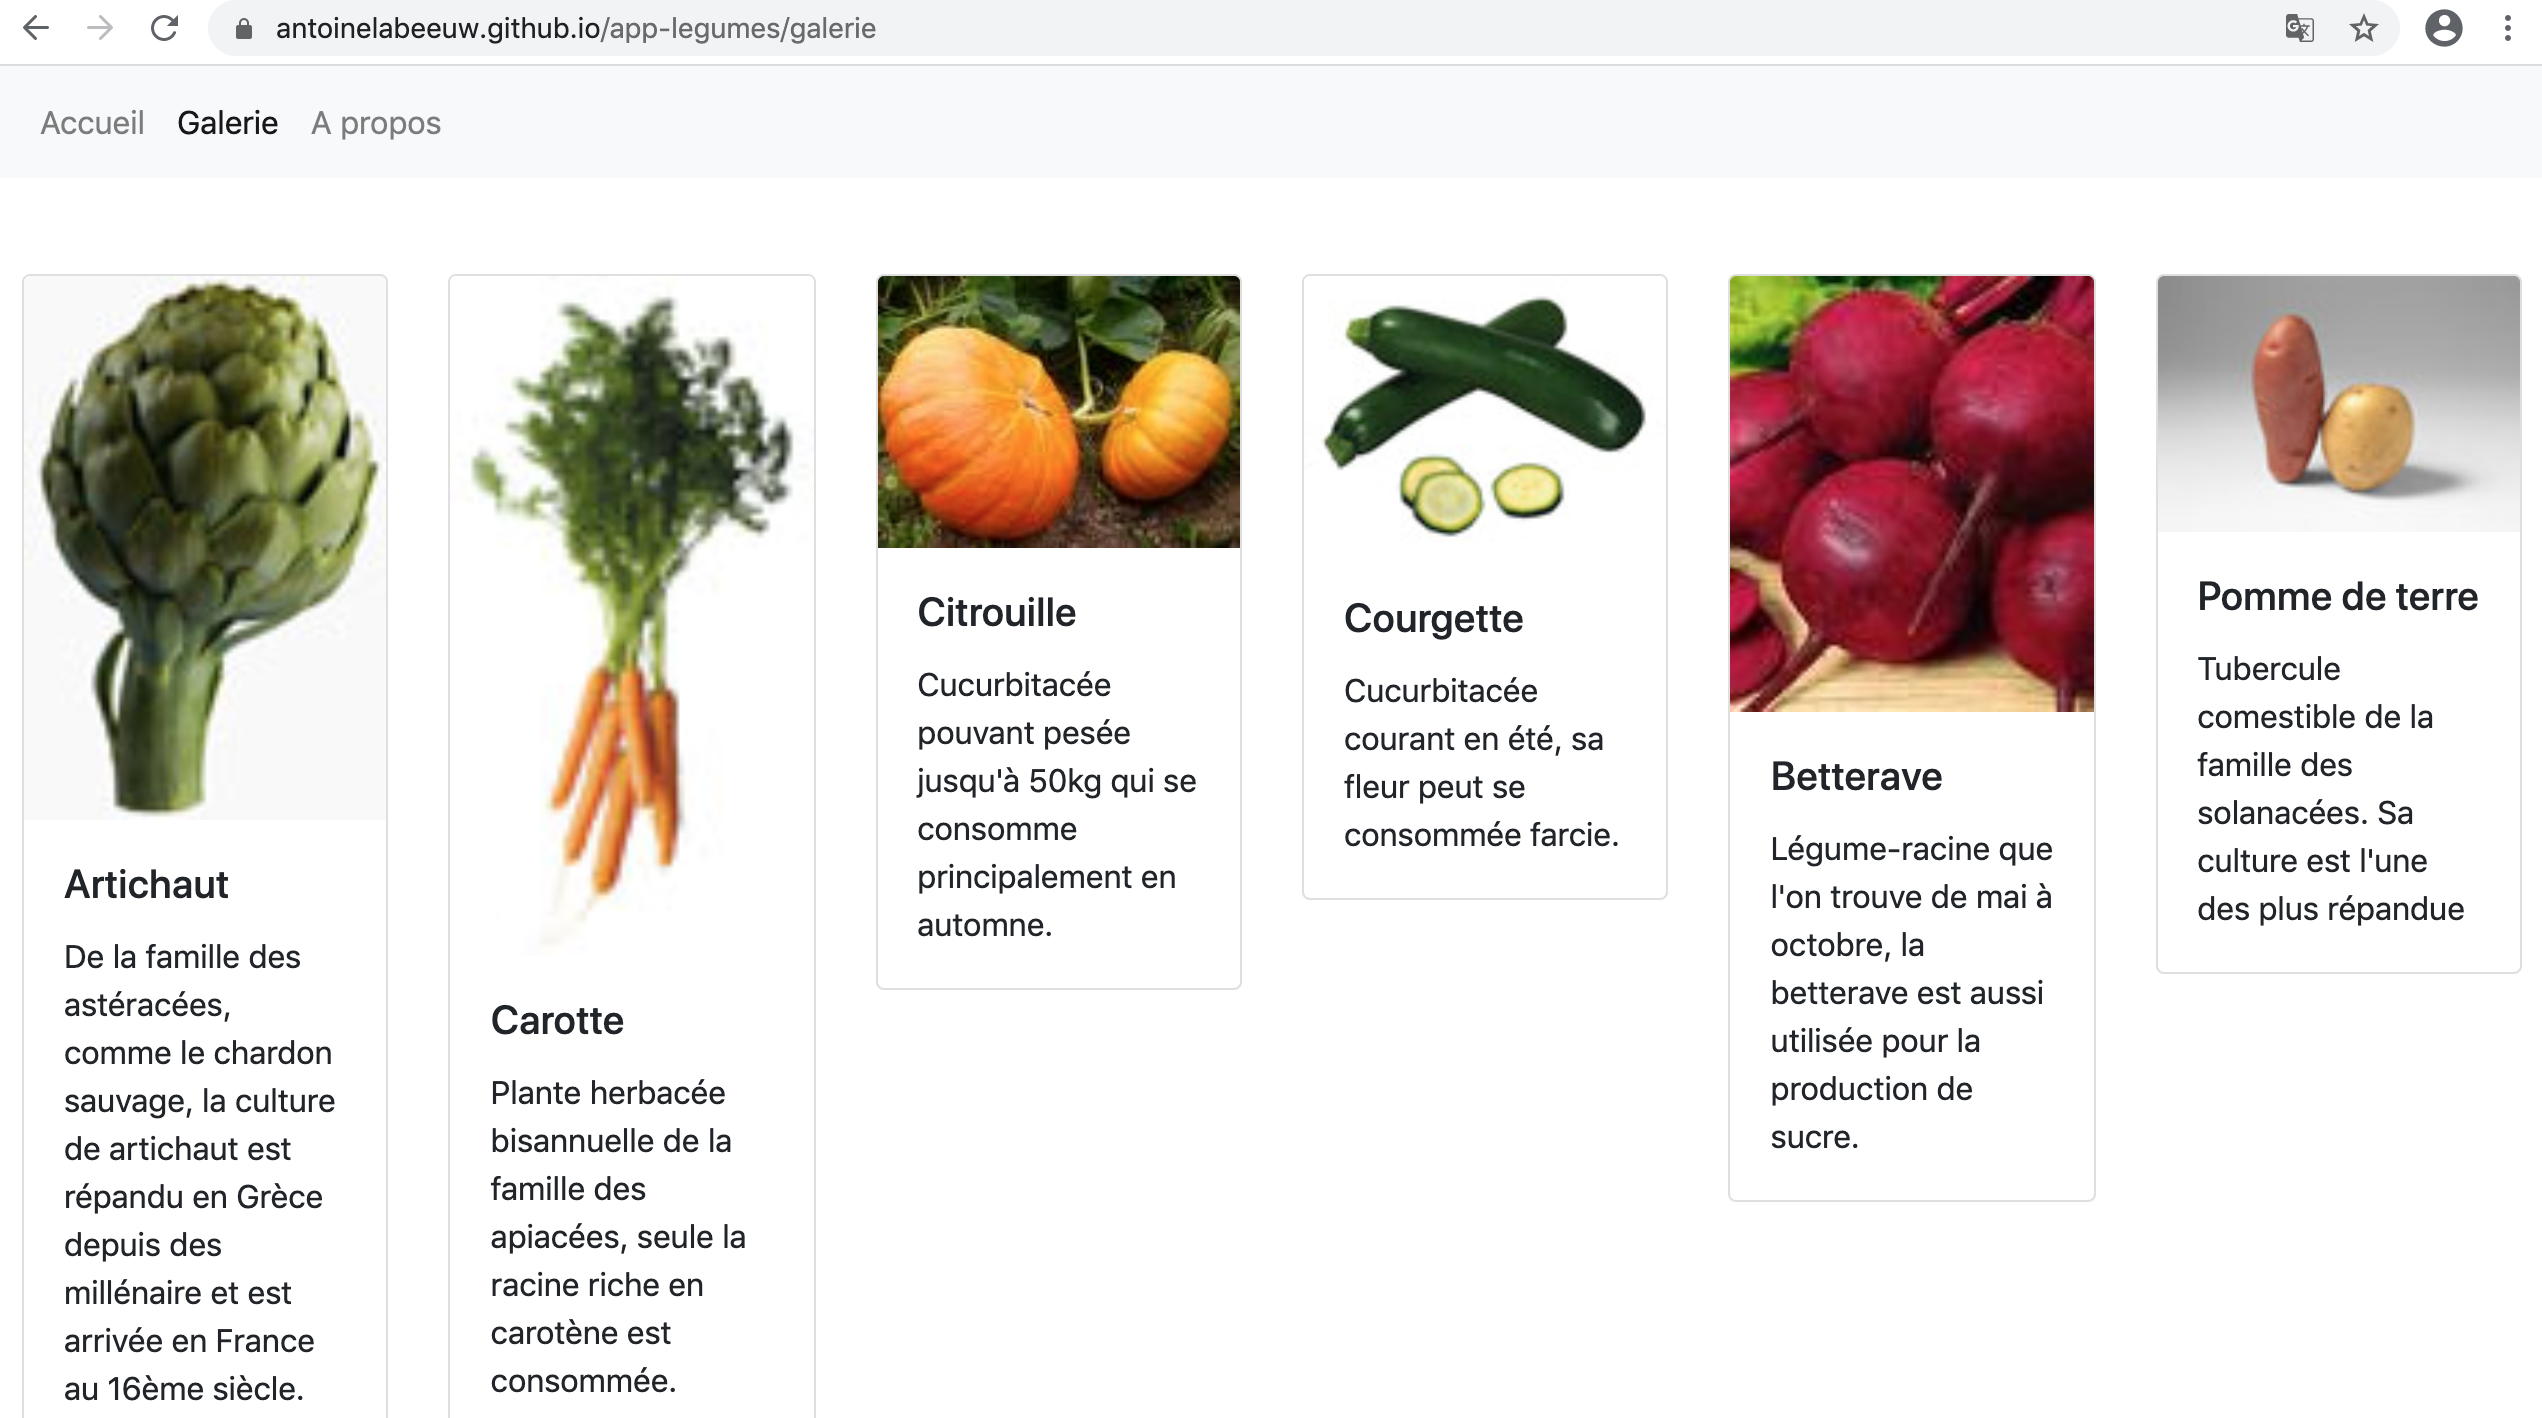 antoinelabeeuw.github.io/app-legumes/galerie
Accueil Galerie A propos
Artichaut
De la famille des
astéracées,
comme le chardon
sauvage, la culture
de artichaut est
répandu en Grèce
depuis des
millénaire et est
arrivée en France
au 16ème siècle.
Carotte
Plante herbacée
bisannuelle de la
famille des
apiacées, seule la
racine riche en
carotène est
consommée.
Citrouille
Cucurbitacée
pouvant pesée
jusqu'à 50kg qui se
consomme
principalement en
automne.
Courgette
Cucurbitacée
courant en été, sa
fleur peut se
consommée farcie.
Betterave
Légume-racine que
l'on trouve de mai à
octobre, la
betterave est aussi
utilisée pour la
production de
sucre.
Pomme de terre
Tubercule
comestible de la
famille des
solanacées. Sa
culture est l'une
des plus répandue